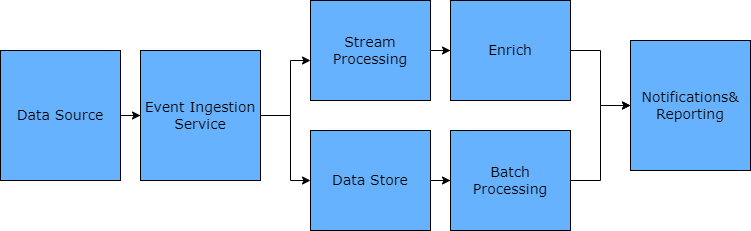 Data Source
Event Ingestion
Service
Stream
Processing
Enrich
Data Store
Batch
Processing
Notifications&
Reporting